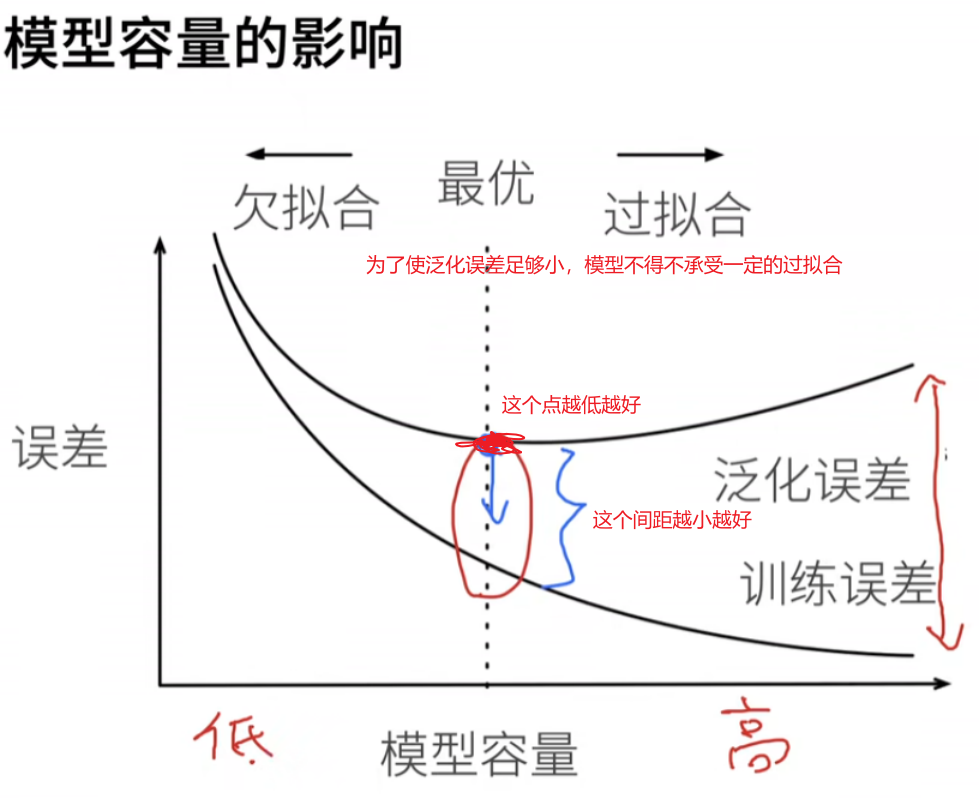 模型容量的影响
欠拟合
最优
过拟合
为了使泛化误差足够小，模型不得不承受一定的过拟合
这个点越低越好
误差
泛化误差
这个间距越小越好
训练误差
低
模型容量
高